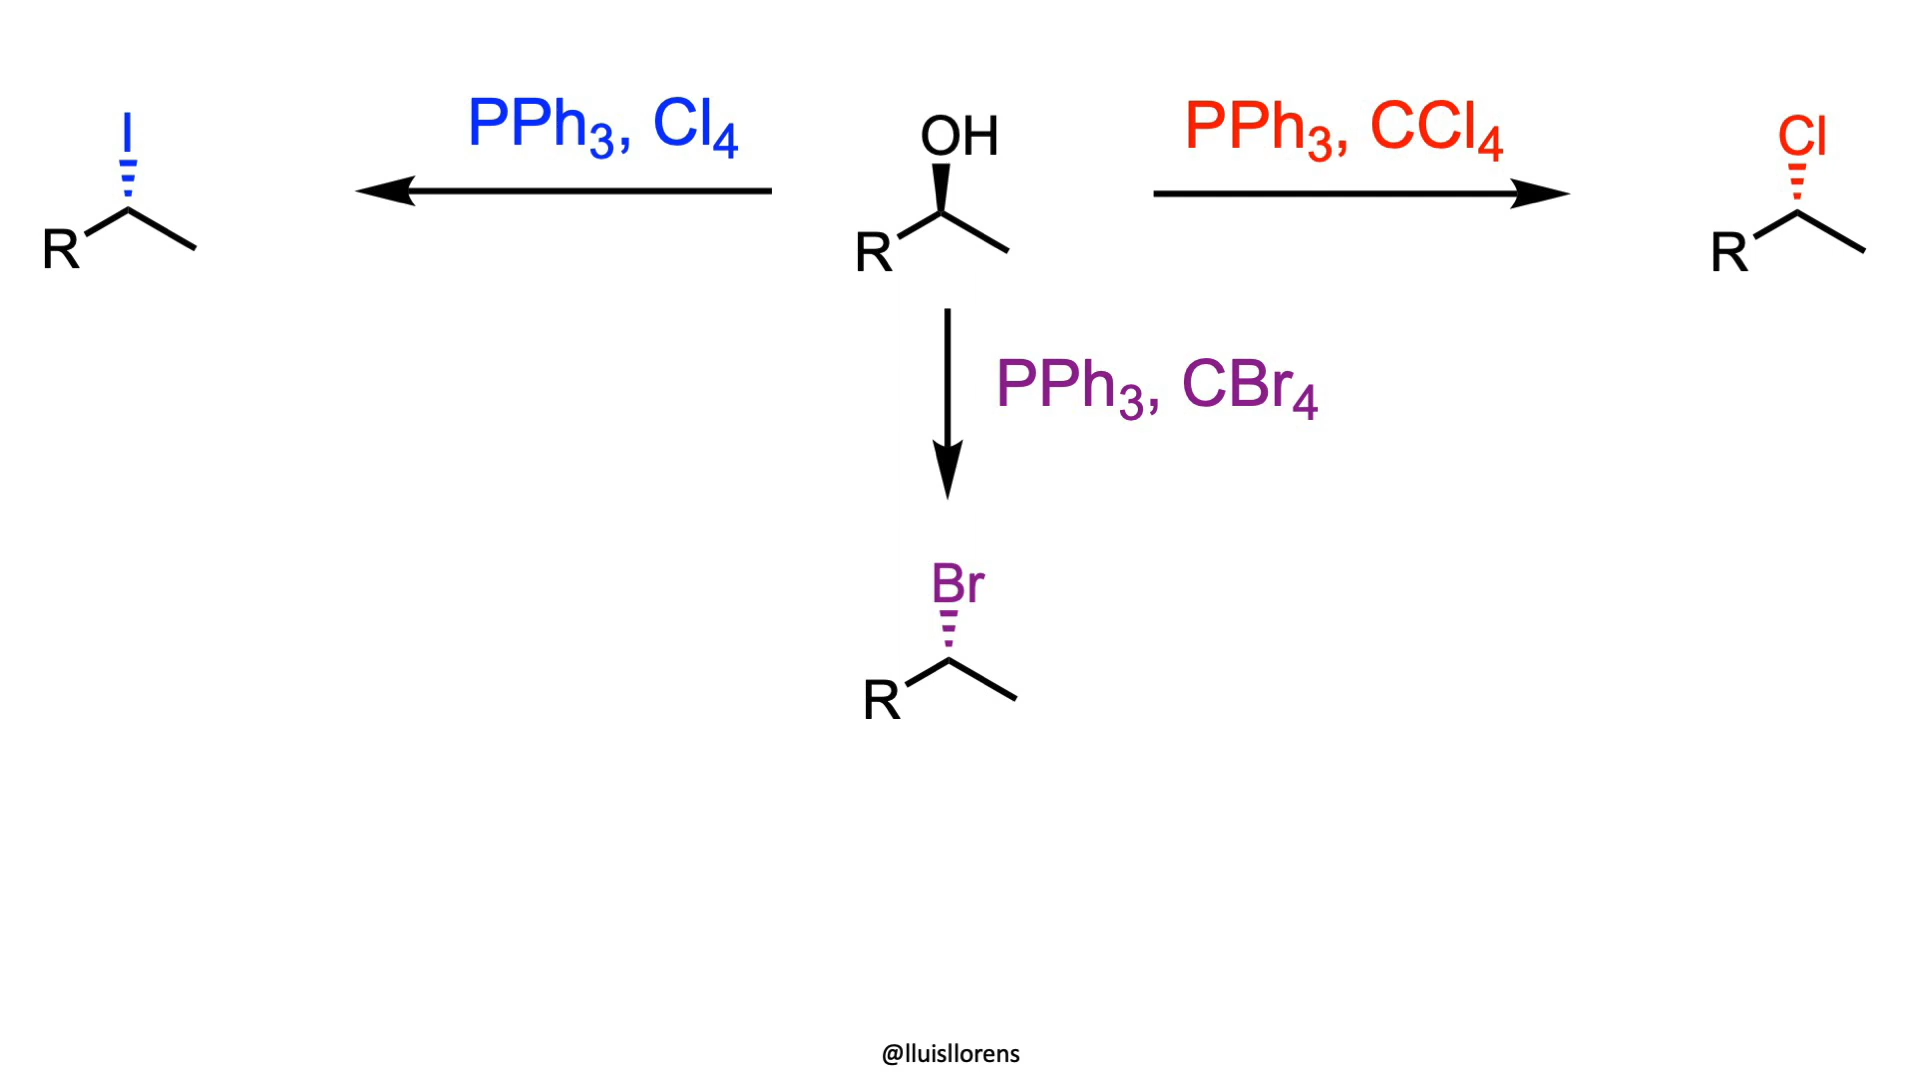 I
PPh3, CI4
OH
PPh3, CCl4
Cl
R
R
R
PPh3, CBr4
Br
R
@lluisllorens